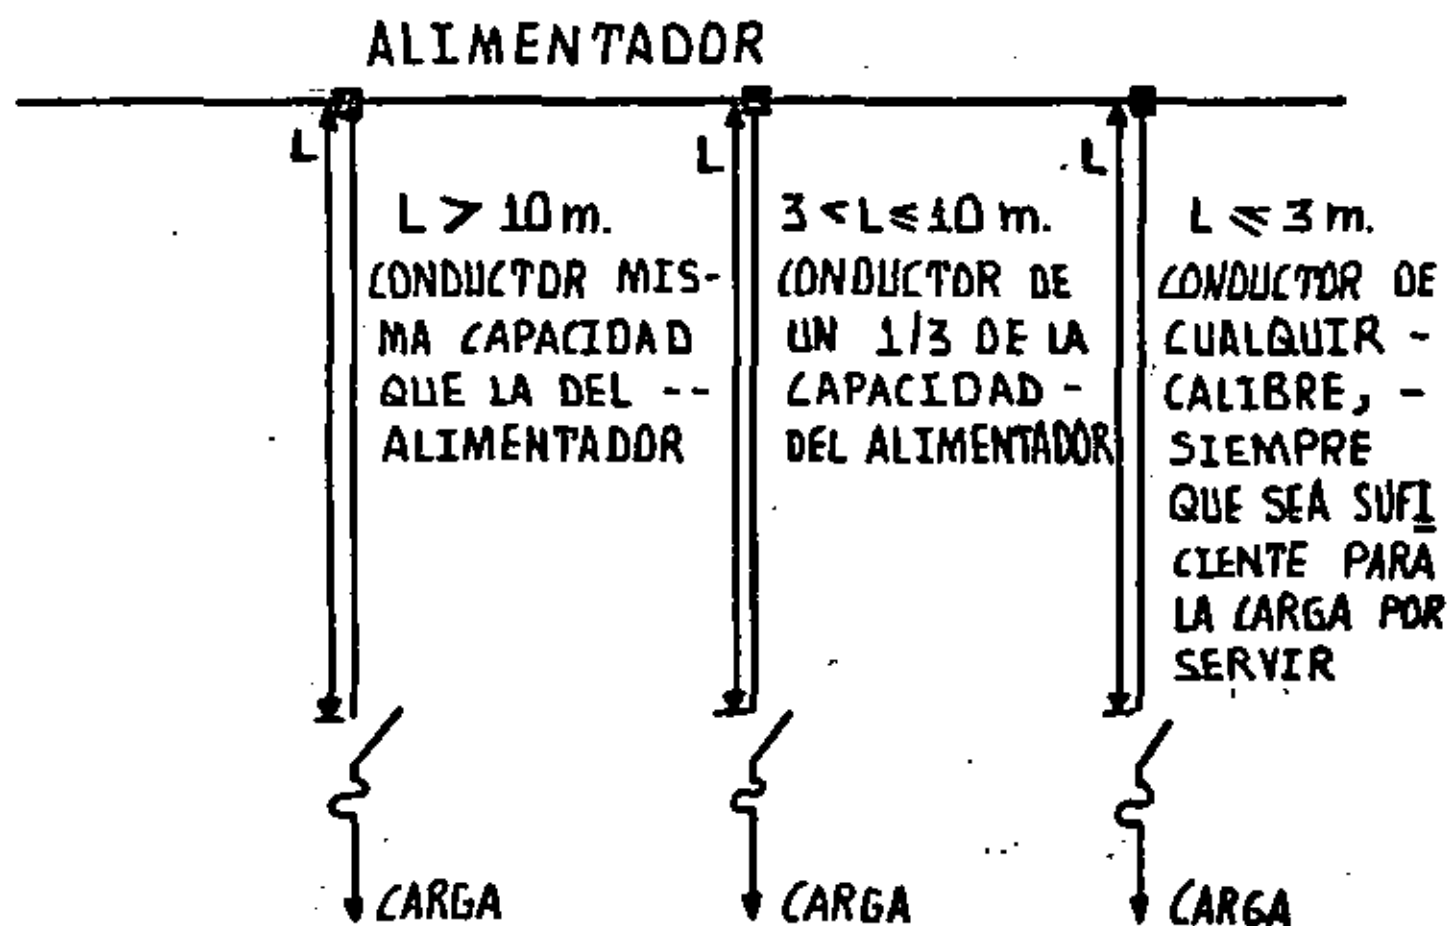 ALIMENTADOR
L
L > 10 m.
CONDUCTOR MIS-
MA CAPACIDAD
QUE LA DEL --
ALIMENTADOR
CARGA
L
3 < L ≤ 10 m.
CONDUCTOR DE
UN 1/3 DE LA
CAPACIDAD -
DEL ALIMENTADOR
CARGA
L
L ≤ 3 m.
CONDUCTOR DE
CUALQUIR -
CALIBRE, -
SIEMPRE
QUE SEA SUFI
CIENTE PARA
LA CARGA POR
SERVIR
CARGA